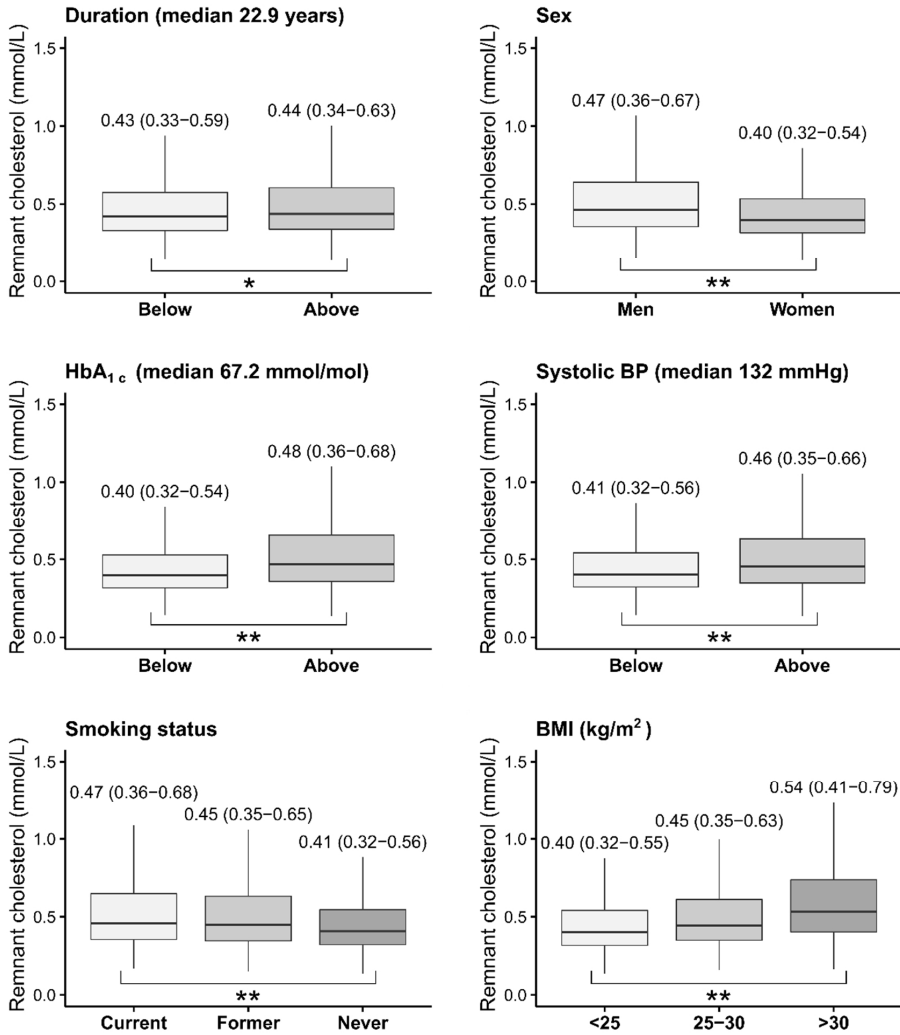 Duration (median 22.9 years)
Remnant cholesterol (mmol/L)
1.5
1.0
0.5
0.0
0.43 (0.33−0.59)
0.44 (0.34−0.63)
*
Below
Above
Sex
Remnant cholesterol (mmol/L)
1.5
1.0
0.5
0.0
0.47 (0.36−0.67)
0.40 (0.32−0.54)
**
Men
Women
HbA1c (median 67.2 mmol/mol)
Remnant cholesterol (mmol/L)
1.5
1.0
0.5
0.0
0.40 (0.32−0.54)
0.48 (0.36−0.68)
**
Below
Above
Systolic BP (median 132 mmHg)
Remnant cholesterol (mmol/L)
1.5
1.0
0.5
0.0
0.41 (0.32−0.56)
0.46 (0.35−0.66)
**
Below
Above
Smoking status
Remnant cholesterol (mmol/L)
1.5
1.0
0.5
0.0
0.47 (0.36−0.68)
0.45 (0.35−0.65)
0.41 (0.32−0.56)
**
Current
Former
Never
BMI (kg/m²)
Remnant cholesterol (mmol/L)
1.5
1.0
0.5
0.0
0.40 (0.32−0.55)
0.45 (0.35−0.63)
0.54 (0.41−0.79)
**
<25
25−30
>30